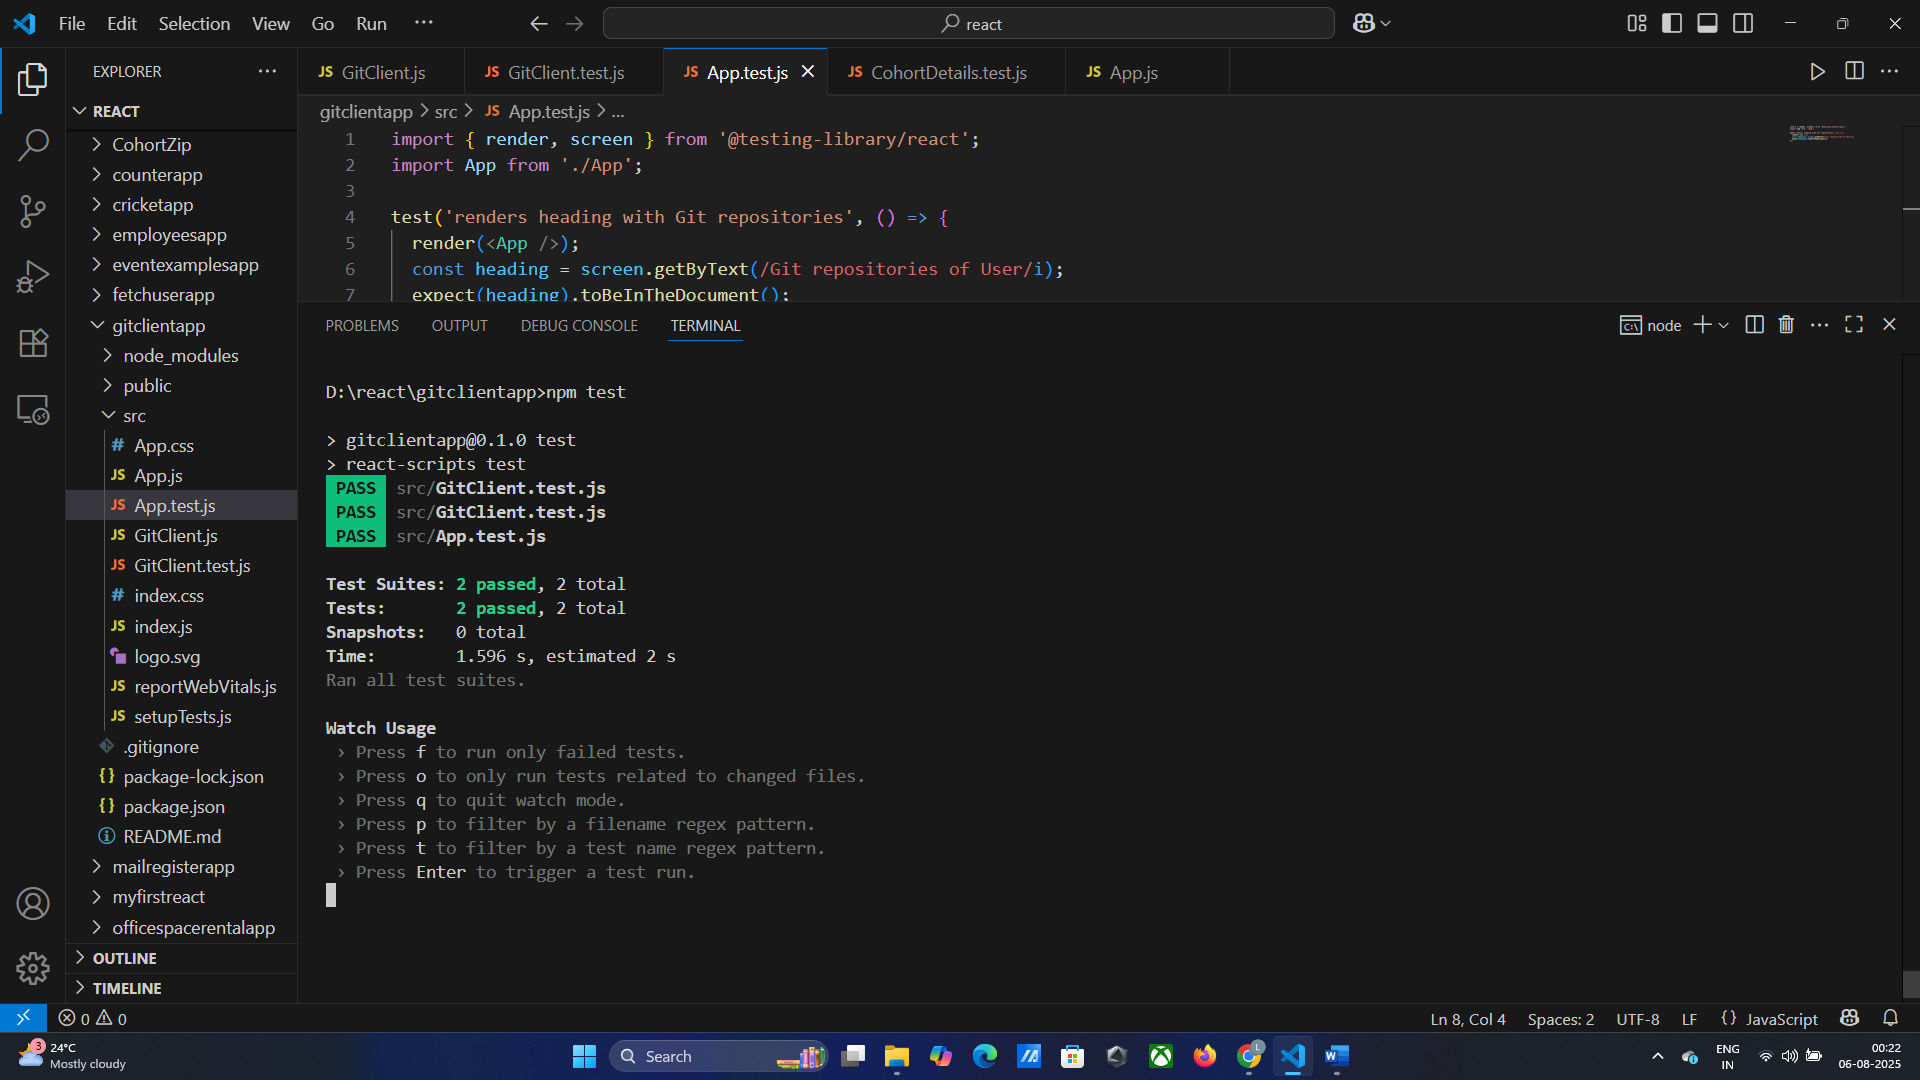 File Edit Selection View Go Run ···
react
EXPLORER
GitClient.js
GitClient.test.js
App.test.js
CohortDetails.test.js
App.js
REACT
CohortZip
counterapp
cricketapp
employeesapp
eventexamplesapp
fetchuserapp
gitclientapp
node_modules
public
src
App.css
App.js
App.test.js
GitClient.js
GitClient.test.js
index.css
index.js
logo.svg
reportWebVitals.js
setupTests.js
.gitignore
package-lock.json
package.json
README.md
mailregisterapp
myfirstreact
officespacerentalapp
OUTLINE
TIMELINE
gitclientapp > src > JS App.test.js > ...
1 import { render, screen } from '@testing-library/react';
2 import App from './App';
3
4 test('renders heading with Git repositories', () => {
5 render(<App />);
6 const heading = screen.getByText(/Git repositories of User/i);
7 expect(heading).toBeInTheDocument();
PROBLEMS OUTPUT DEBUG CONSOLE TERMINAL
node
D:\react\gitclientapp>npm test
> gitclientapp@0.1.0 test
> react-scripts test
PASS src/GitClient.test.js
PASS src/GitClient.test.js
PASS src/App.test.js
Test Suites: 2 passed, 2 total
Tests: 2 passed, 2 total
Snapshots: 0 total
Time: 1.596 s, estimated 2 s
Ran all test suites.
Watch Usage
› Press f to run only failed tests.
› Press o to only run tests related to changed files.
› Press q to quit watch mode.
› Press p to filter by a filename regex pattern.
› Press t to filter by a test name regex pattern.
› Press Enter to trigger a test run.
0 0
Ln 8, Col 4 Spaces: 2 UTF-8 LF {} JavaScript
3
24°C
Mostly cloudy
Search
ENG
IN
00:22
06-08-2025